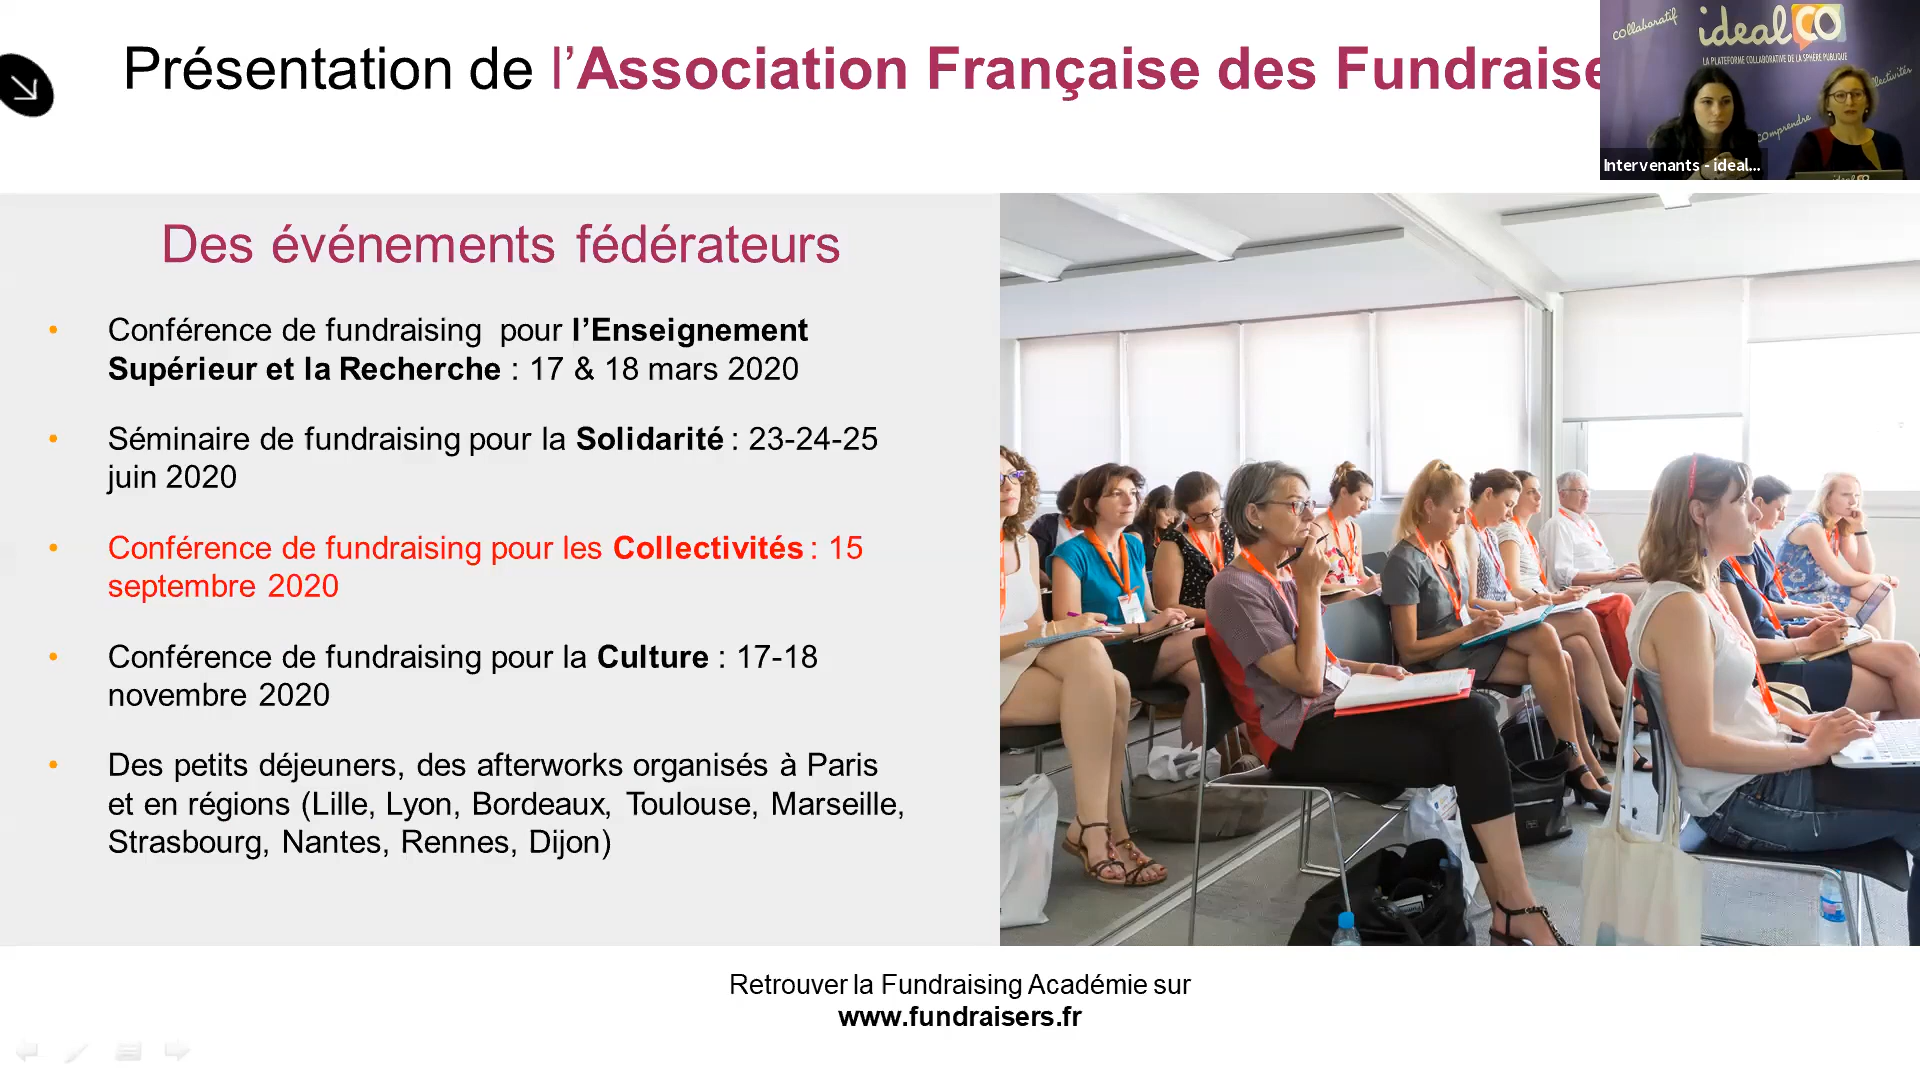 Présentation de l’Association Française des Fundraise
collaboratif
idealCO
LA PLATEFORME COLLABORATIVE DE LA SPHÈRE PUBLIQUE
comprendre
Intervenants - ideal...
Des événements fédérateurs
• Conférence de fundraising pour l’Enseignement
Supérieur et la Recherche : 17 & 18 mars 2020
• Séminaire de fundraising pour la Solidarité : 23-24-25
juin 2020
• Conférence de fundraising pour les Collectivités : 15
septembre 2020
• Conférence de fundraising pour la Culture : 17-18
novembre 2020
• Des petits déjeuners, des afterworks organisés à Paris
et en régions (Lille, Lyon, Bordeaux, Toulouse, Marseille,
Strasbourg, Nantes, Rennes, Dijon)
Retrouver la Fundraising Académie sur
www.fundraisers.fr